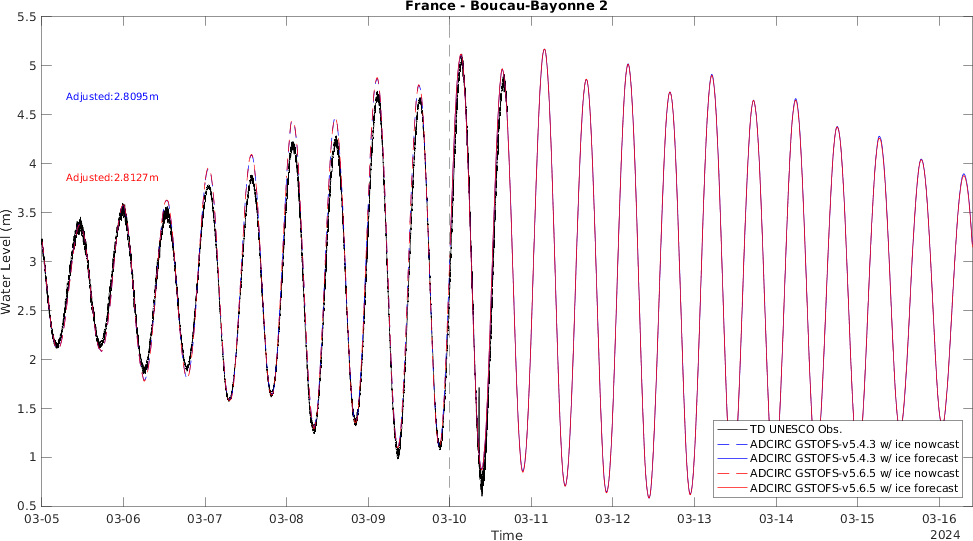 France - Boucau-Bayonne 2
5.5
5
4.5
4
3.5
3
2.5
2
1.5
1
0.5
Water Level (m)
Adjusted:2.8095m
Adjusted:2.8127m
TD UNESCO Obs.
ADCIRC GSTOFS-v5.4.3 w/ ice nowcast
ADCIRC GSTOFS-v5.4.3 w/ ice forecast
ADCIRC GSTOFS-v5.6.5 w/ ice nowcast
ADCIRC GSTOFS-v5.6.5 w/ ice forecast
03-05 03-06 03-07 03-08 03-09 03-10 03-11 03-12 03-13 03-14 03-15 03-16
Time
2024